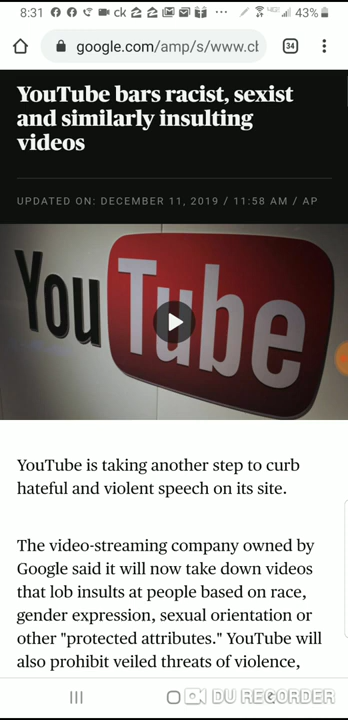 8:31 ck 43%
google.com/amp/s/www.cb 34
YouTube bars racist, sexist
and similarly insulting
videos
UPDATED ON: DECEMBER 11, 2019 / 11:58 AM / AP
YouTube
YouTube is taking another step to curb
hateful and violent speech on its site.
The video-streaming company owned by
Google said it will now take down videos
that lob insults at people based on race,
gender expression, sexual orientation or
other "protected attributes." YouTube will
also prohibit veiled threats of violence,
DU RECORDER